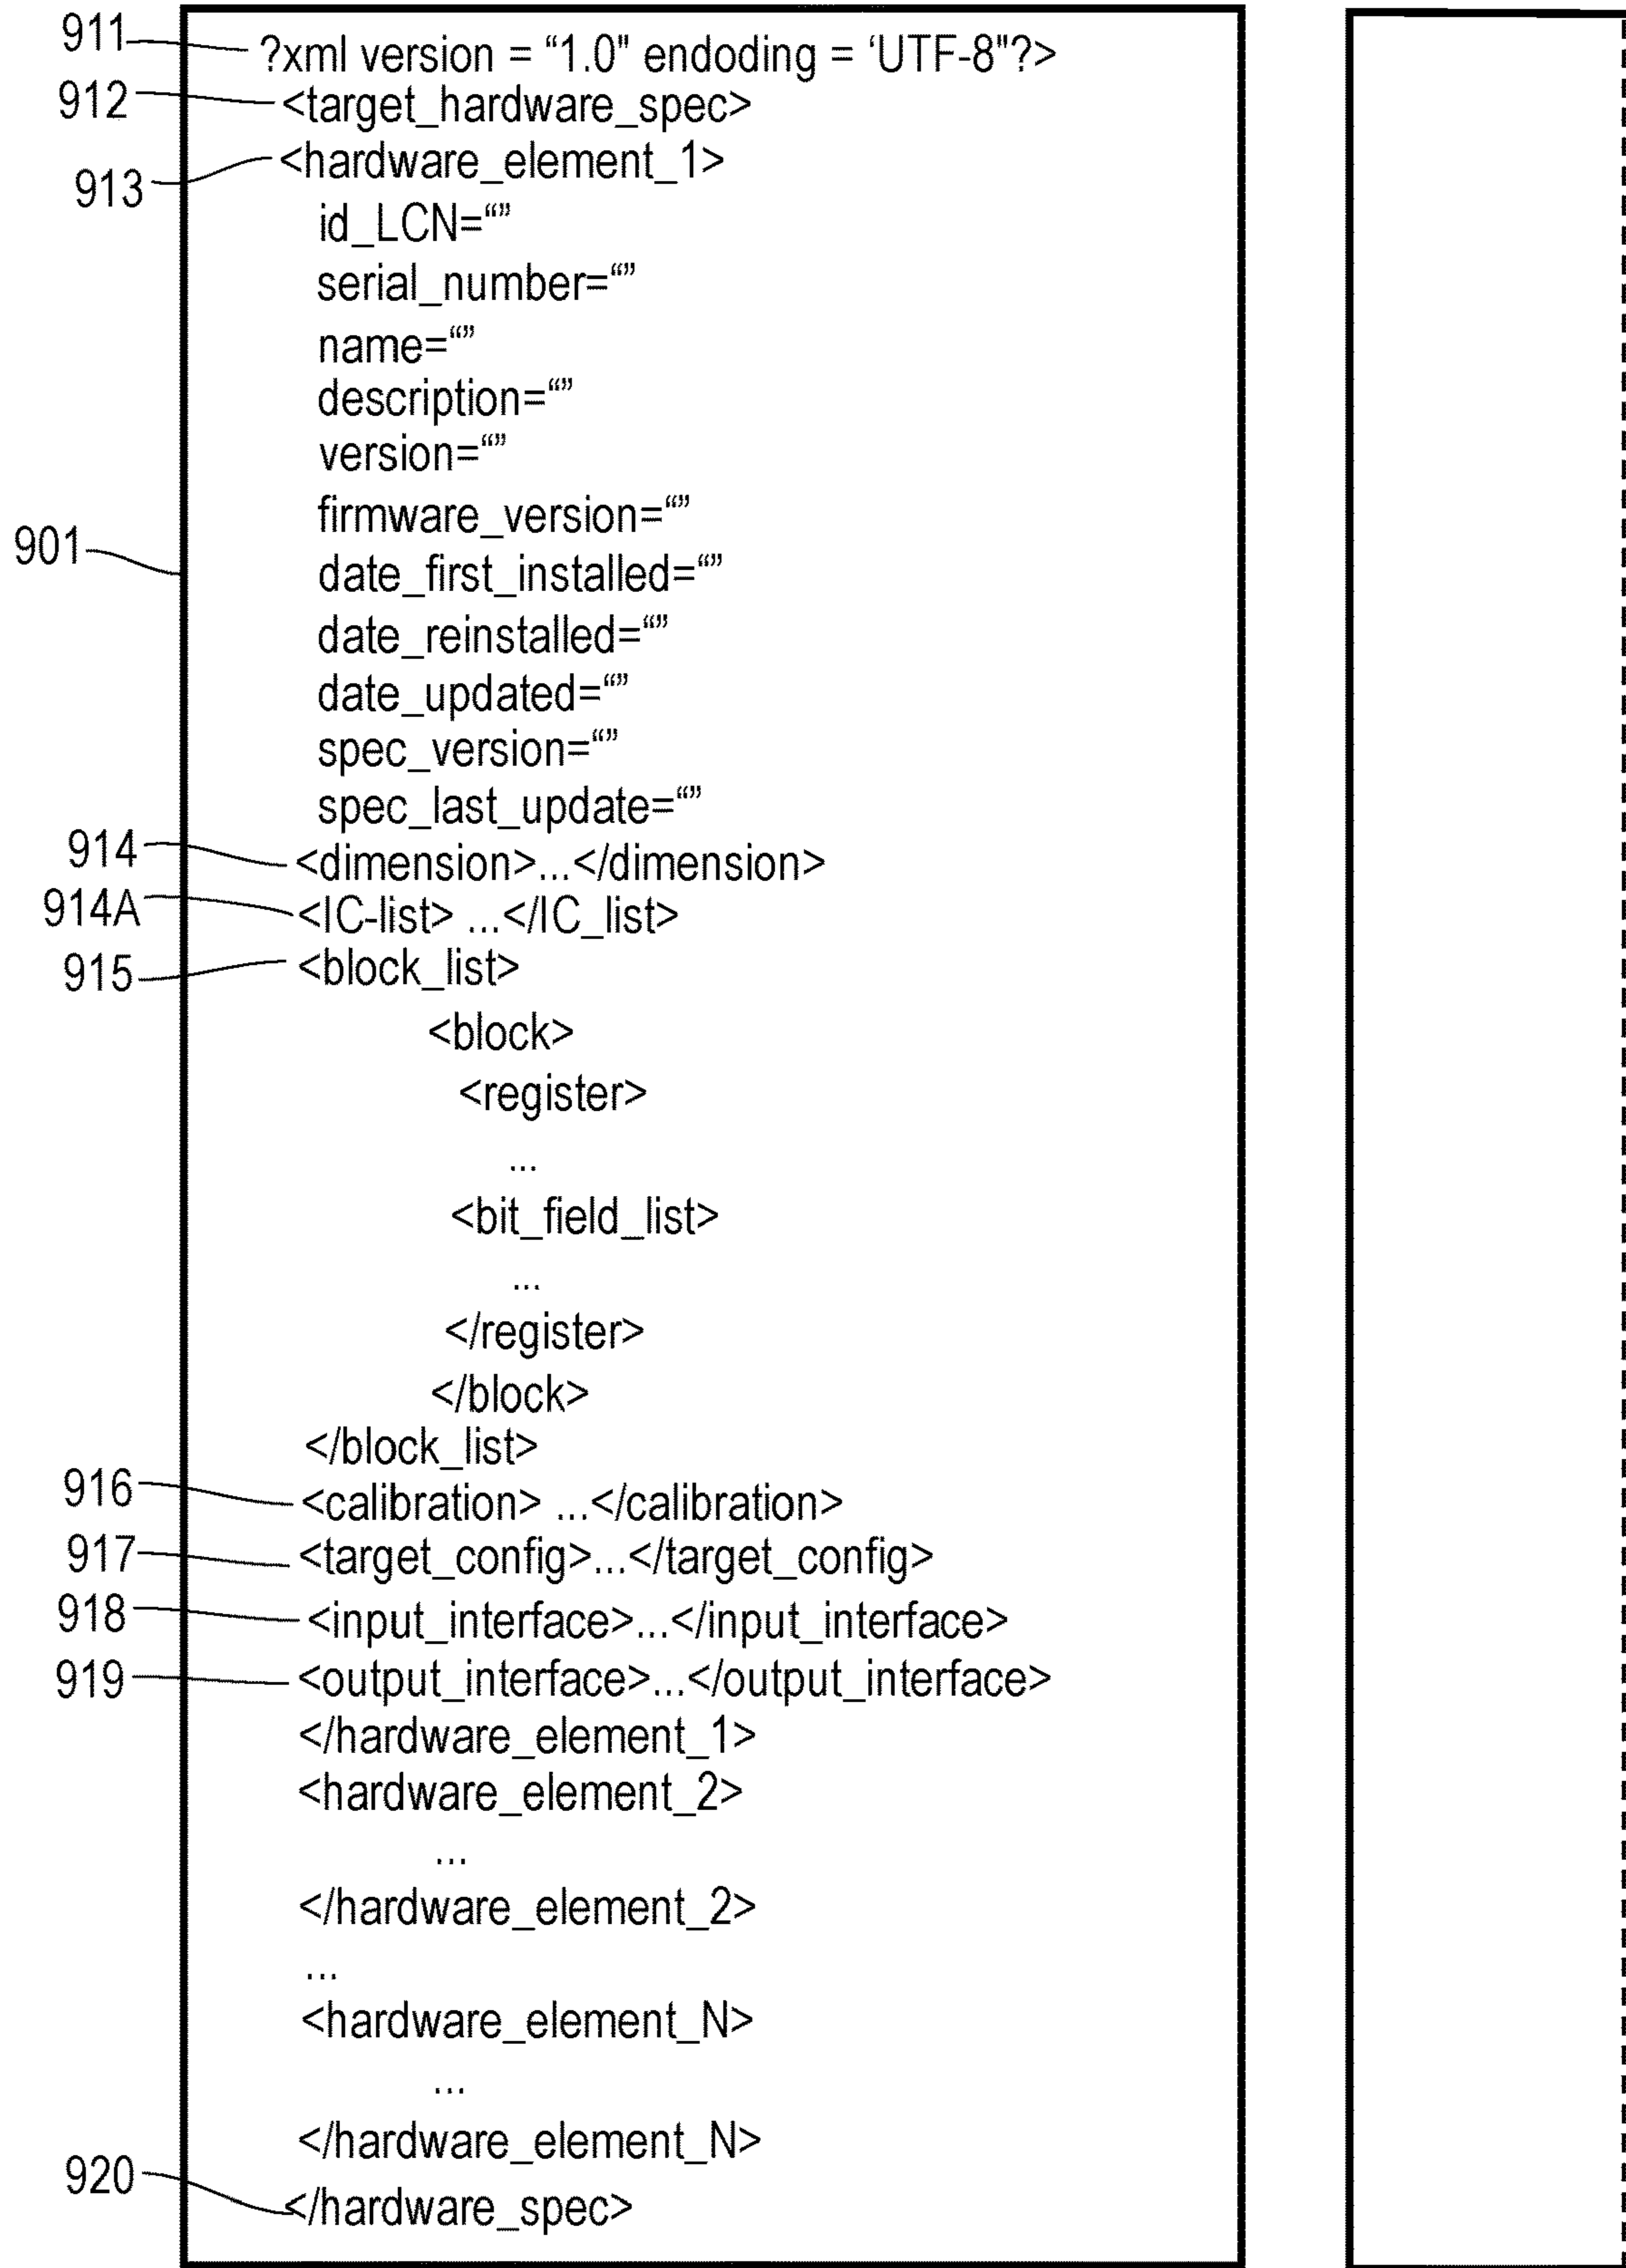 911 ?xml version = “1.0" endoding = ‘UTF-8"?>
912 <target_hardware_spec>
913 <hardware_element_1>
id_LCN=“”
serial_number=“”
name=“”
description=“”
version=“”
firmware_version=“”
901 date_first_installed=“”
date_reinstalled=“”
date_updated=“”
spec_version=“”
spec_last_update=“”
914 <dimension>...</dimension>
914A <IC-list> ...</IC_list>
915 <block_list>
<block>
<register>
...
<bit_field_list>
...
</register>
</block>
</block_list>
916 <calibration> ...</calibration>
917 <target_config>...</target_config>
918 <input_interface>...</input_interface>
919 <output_interface>...</output_interface>
</hardware_element_1>
<hardware_element_2>
...
</hardware_element_2>
...
<hardware_element_N>
...
</hardware_element_N>
920 </hardware_spec>